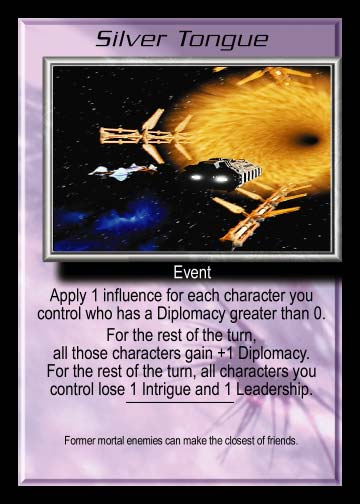 Silver Tongue
Event
Apply 1 influence for each character you
control who has a Diplomacy greater than 0.
For the rest of the turn,
all those characters gain +1 Diplomacy.
For the rest of the turn, all characters you
control lose 1 Intrigue and 1 Leadership.
Former mortal enemies can make the closest of friends.